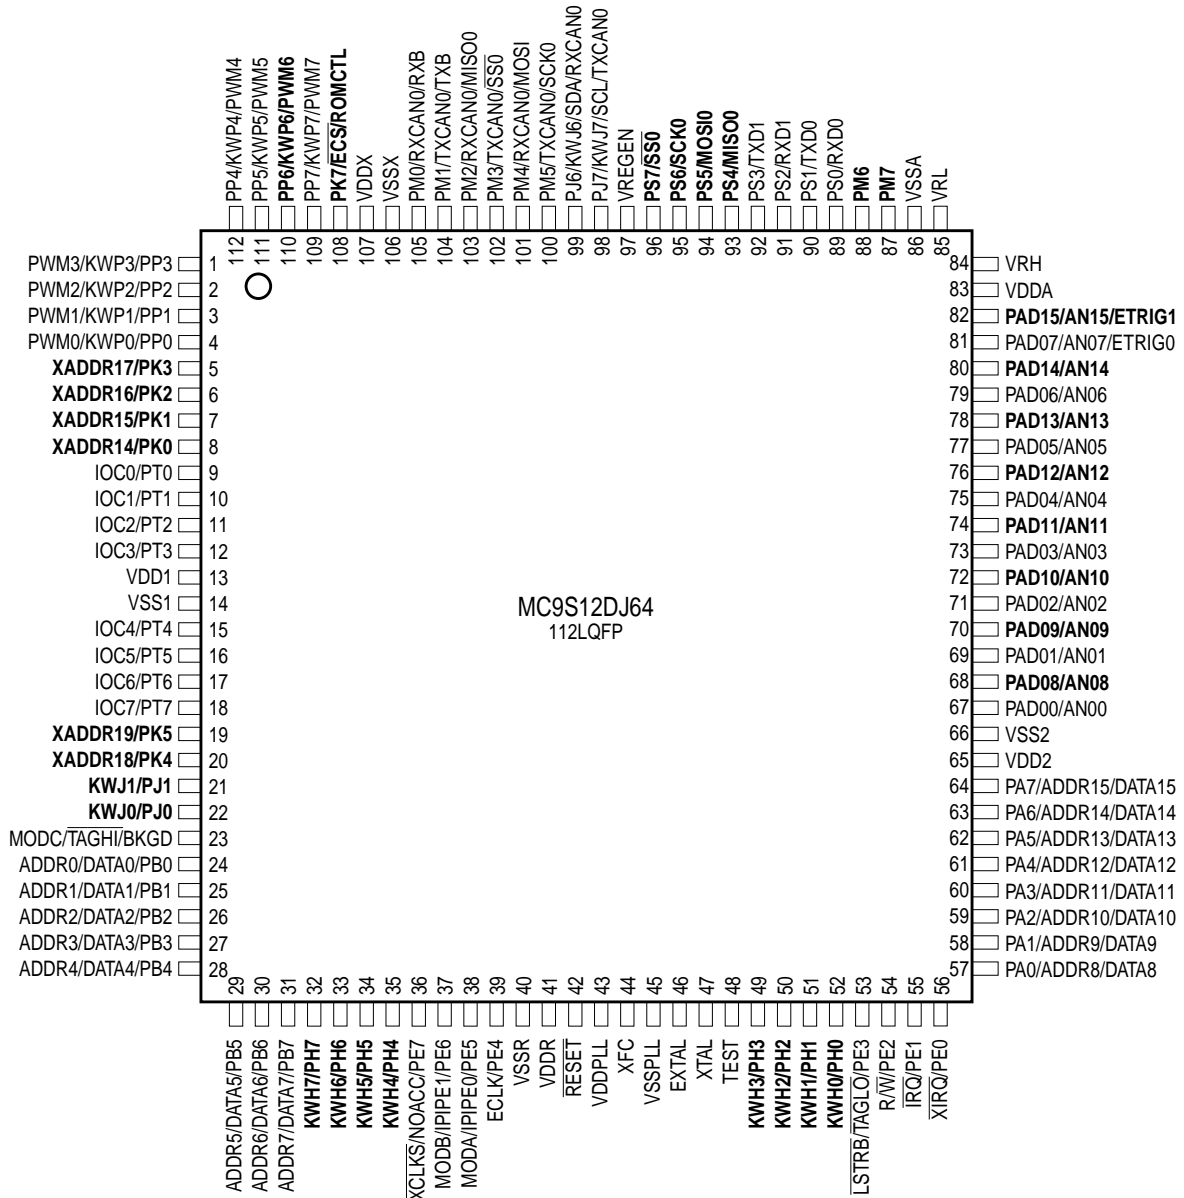 PP4/KWP4/PWM4
PP5/KWP5/PWM5
PP6/KWP6/PWM6
PP7/KWP7/PWM7
PK7/ECS/ROMCTL
VDDX
VSSX
PM0/RXCAN0/RXB
PM1/TXCAN0/TXB
PM2/RXCAN0/MISO0
PM3/TXCAN0/SS0
PM4/RXCAN0/MOSI
PM5/TXCAN0/SCK0
PJ6/KWJ6/SDA/RXCAN0
PJ7/KWJ7/SCL/TXCAN0
VREGEN
PS7/SS0
PS6/SCK0
PS5/MOSI0
PS4/MISO0
PS3/TXD1
PS2/RXD1
PS1/TXD0
PS0/RXD0
PM6
PM7
VSSA
VRL
112
111
110
109
108
107
106
105
104
103
102
101
100
99
98
97
96
95
94
93
92
91
90
89
88
87
86
85
PWM3/KWP3/PP3 1
PWM2/KWP2/PP2 2
PWM1/KWP1/PP1 3
PWM0/KWP0/PP0 4
XADDR17/PK3 5
XADDR16/PK2 6
XADDR15/PK1 7
XADDR14/PK0 8
IOC0/PT0 9
IOC1/PT1 10
IOC2/PT2 11
IOC3/PT3 12
VDD1 13
VSS1 14
IOC4/PT4 15
IOC5/PT5 16
IOC6/PT6 17
IOC7/PT7 18
XADDR19/PK5 19
XADDR18/PK4 20
KWJ1/PJ1 21
KWJ0/PJ0 22
MODC/TAGHI/BKGD 23
ADDR0/DATA0/PB0 24
ADDR1/DATA1/PB1 25
ADDR2/DATA2/PB2 26
ADDR3/DATA3/PB3 27
ADDR4/DATA4/PB4 28
MC9S12DJ64
112LQFP
84 VRH
83 VDDA
82 PAD15/AN15/ETRIG1
81 PAD07/AN07/ETRIG0
80 PAD14/AN14
79 PAD06/AN06
78 PAD13/AN13
77 PAD05/AN05
76 PAD12/AN12
75 PAD04/AN04
74 PAD11/AN11
73 PAD03/AN03
72 PAD10/AN10
71 PAD02/AN02
70 PAD09/AN09
69 PAD01/AN01
68 PAD08/AN08
67 PAD00/AN00
66 VSS2
65 VDD2
64 PA7/ADDR15/DATA15
63 PA6/ADDR14/DATA14
62 PA5/ADDR13/DATA13
61 PA4/ADDR12/DATA12
60 PA3/ADDR11/DATA11
59 PA2/ADDR10/DATA10
58 PA1/ADDR9/DATA9
57 PA0/ADDR8/DATA8
29
30
31
32
33
34
35
36
37
38
39
40
41
42
43
44
45
46
47
48
49
50
51
52
53
54
55
56
ADDR5/DATA5/PB5
ADDR6/DATA6/PB6
ADDR7/DATA7/PB7
KWH7/PH7
KWH6/PH6
KWH5/PH5
KWH4/PH4
XCLKS/NOACC/PE7
MODB/IPIPE1/PE6
MODA/IPIPE0/PE5
ECLK/PE4
VSSR
VDDR
RESET
VDDPLL
XFC
VSSPLL
EXTAL
XTAL
TEST
KWH3/PH3
KWH2/PH2
KWH1/PH1
KWH0/PH0
LSTRB/TAGLO/PE3
R/W/PE2
IRQ/PE1
XIRQ/PE0